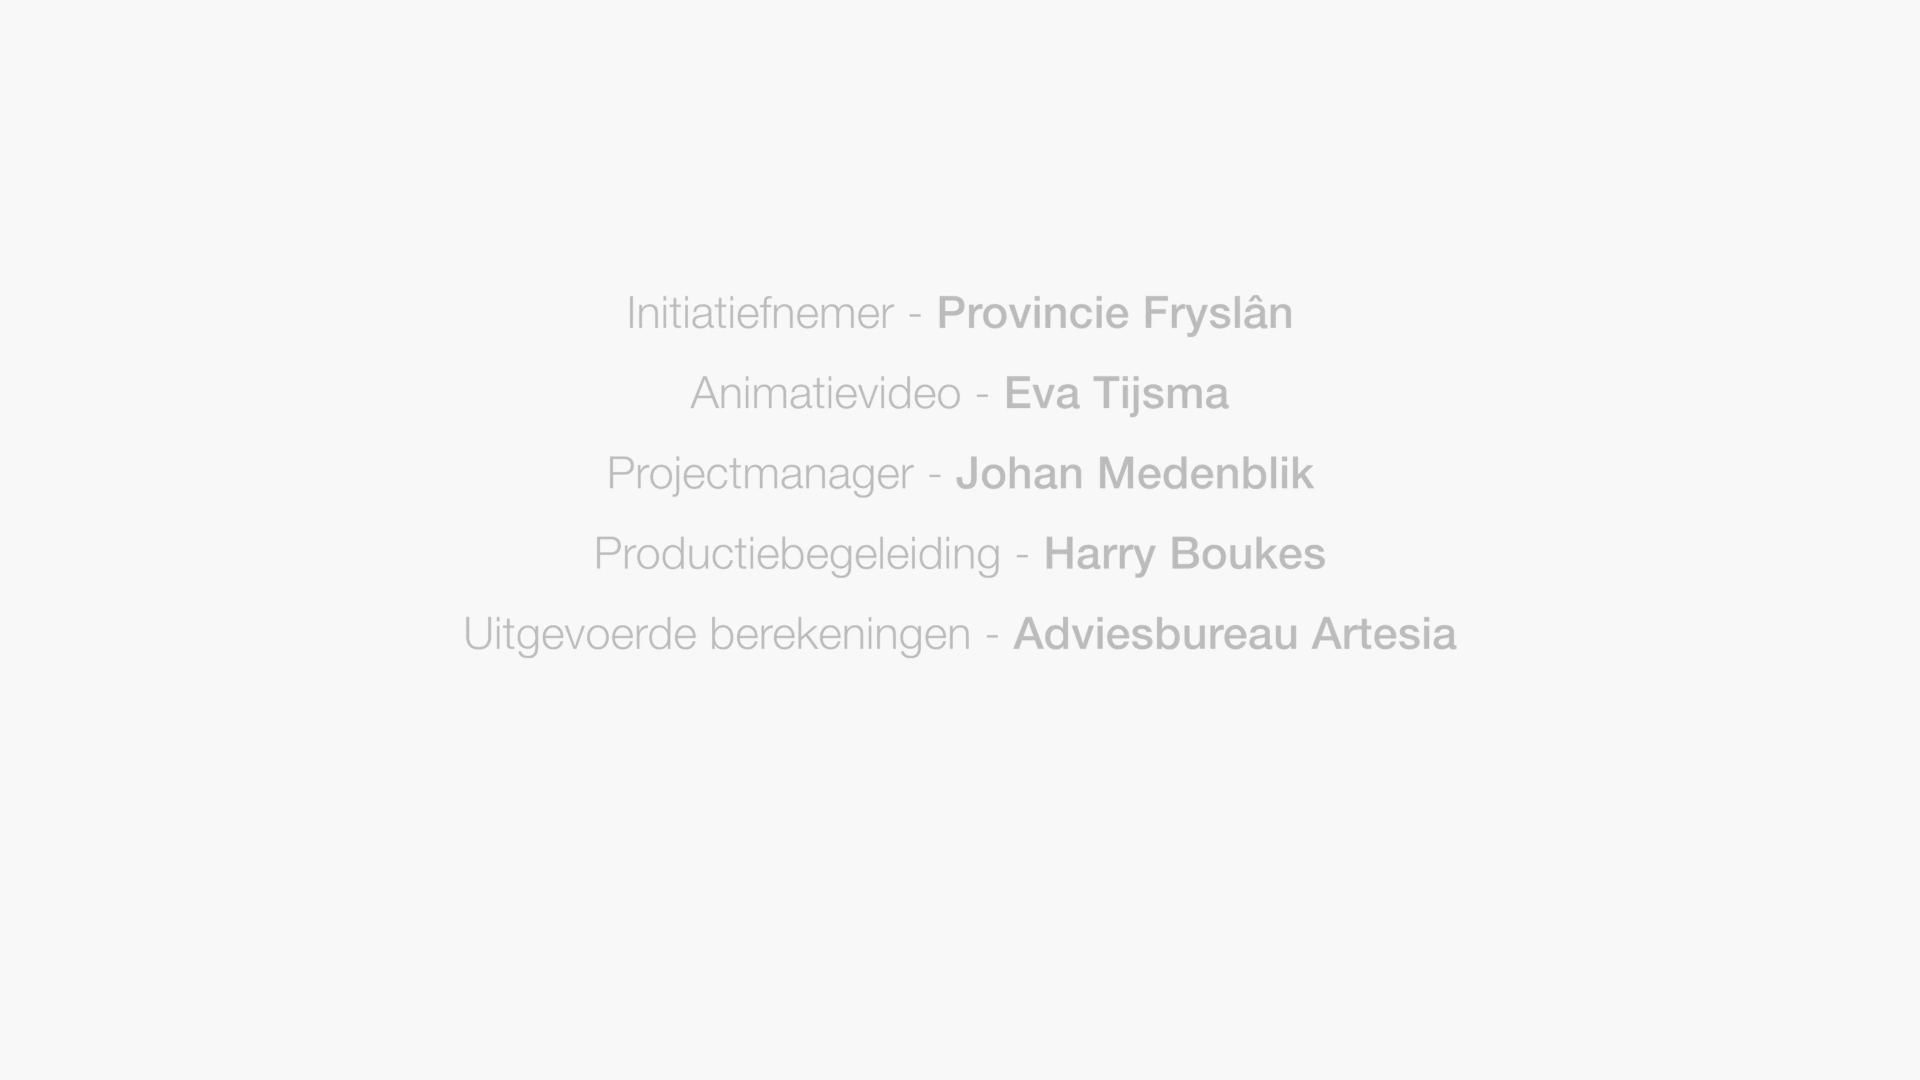 Initiatiefnemer - Provincie Fryslân
Animatievideo - Eva Tijsma
Projectmanager - Johan Medenblik
Productiebegeleiding - Harry Boukes
Uitgevoerde berekeningen - Adviesbureau Artesia